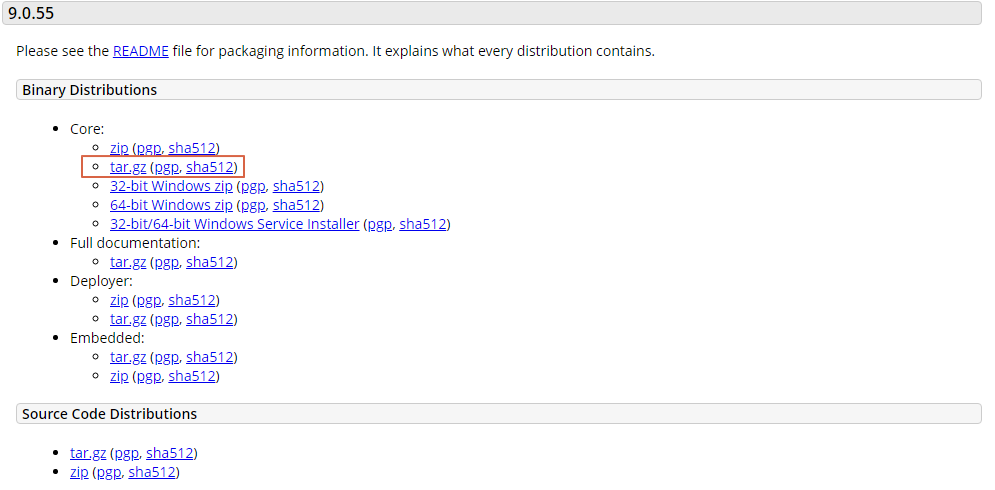 9.0.55
Please see the README file for packaging information. It explains what every distribution contains.
Binary Distributions
Core:
zip (pgp, sha512)
tar.gz (pgp, sha512)
32-bit Windows zip (pgp, sha512)
64-bit Windows zip (pgp, sha512)
32-bit/64-bit Windows Service Installer (pgp, sha512)
Full documentation:
tar.gz (pgp, sha512)
Deployer:
zip (pgp, sha512)
tar.gz (pgp, sha512)
Embedded:
tar.gz (pgp, sha512)
zip (pgp, sha512)
Source Code Distributions
tar.gz (pgp, sha512)
zip (pgp, sha512)